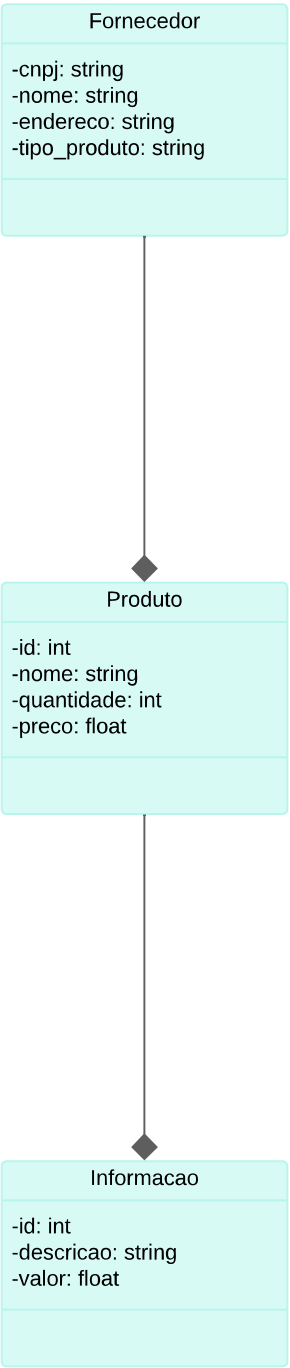 Fornecedor
-cnpj: string
-nome: string
-endereco: string
-tipo_produto: string
Produto
-id: int
-nome: string
-quantidade: int
-preco: float
Informacao
-id: int
-descricao: string
-valor: float